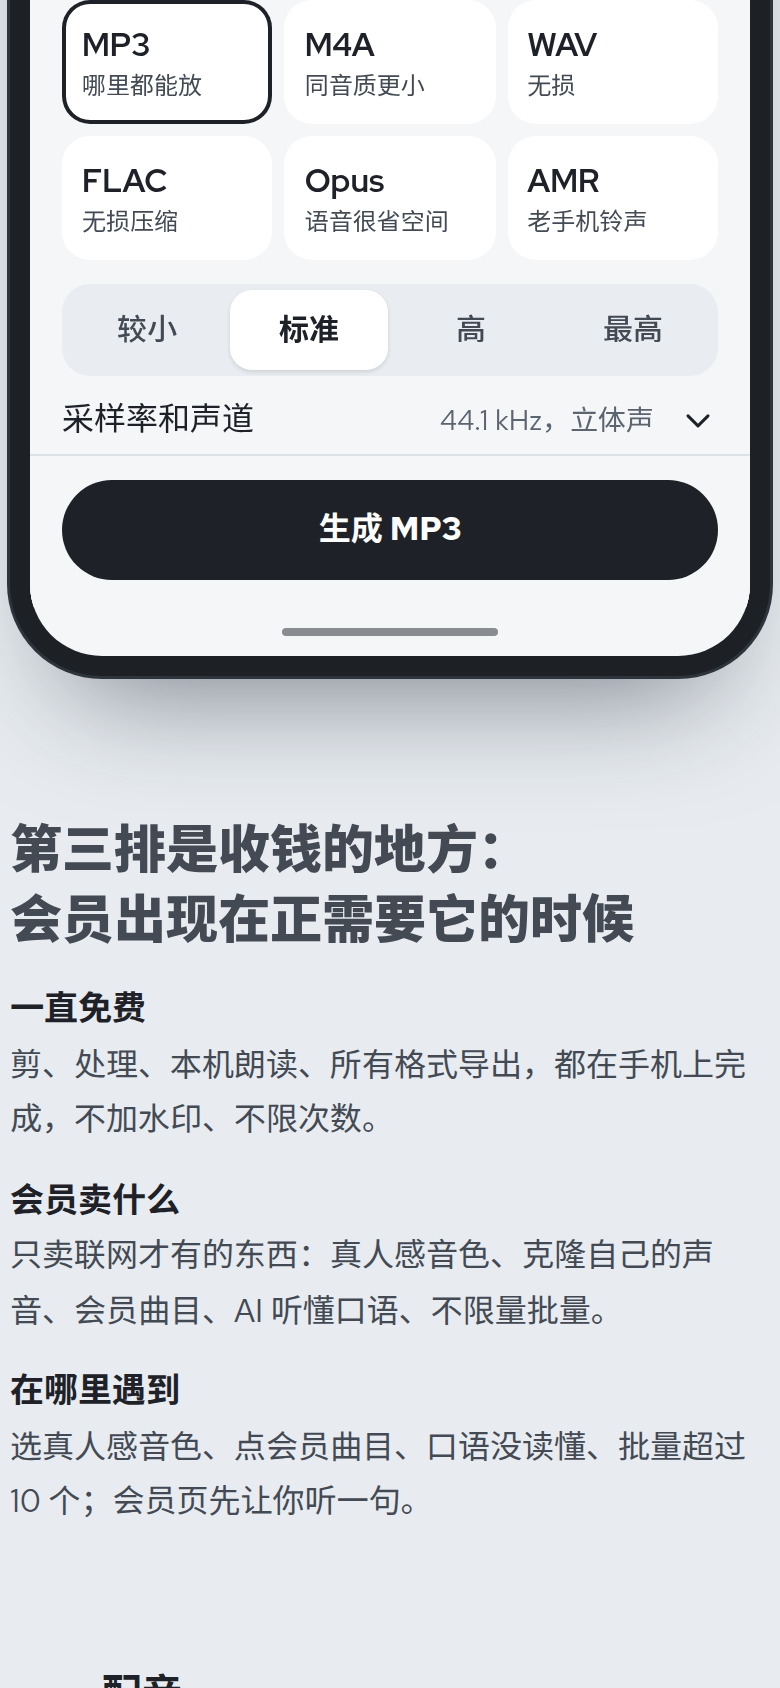 MP3
哪里都能放
M4A
同音质更小
WAV
无损
FLAC
无损压缩
Opus
语音很省空间
AMR
老手机铃声
较小
标准
高
最高
采样率和声道
44.1 kHz，立体声
生成 MP3
第三排是收钱的地方：
会员出现在正需要它的时候
一直免费
剪、处理、本机朗读、所有格式导出，都在手机上完
成，不加水印、不限次数。
会员卖什么
只卖联网才有的东西：真人感音色、克隆自己的声
音、会员曲目、AI 听懂口语、不限量批量。
在哪里遇到
选真人感音色、点会员曲目、口语没读懂、批量超过
10 个；会员页先让你听一句。